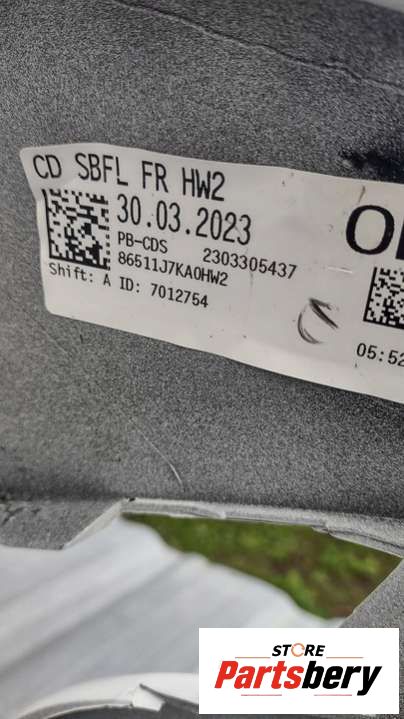 CD SBFL FR HW2
30.03.2023
PB-CDS 2303305437
86511J7KA0HW2
Shift: A ID: 7012754
05:52
STORE
Partsbery